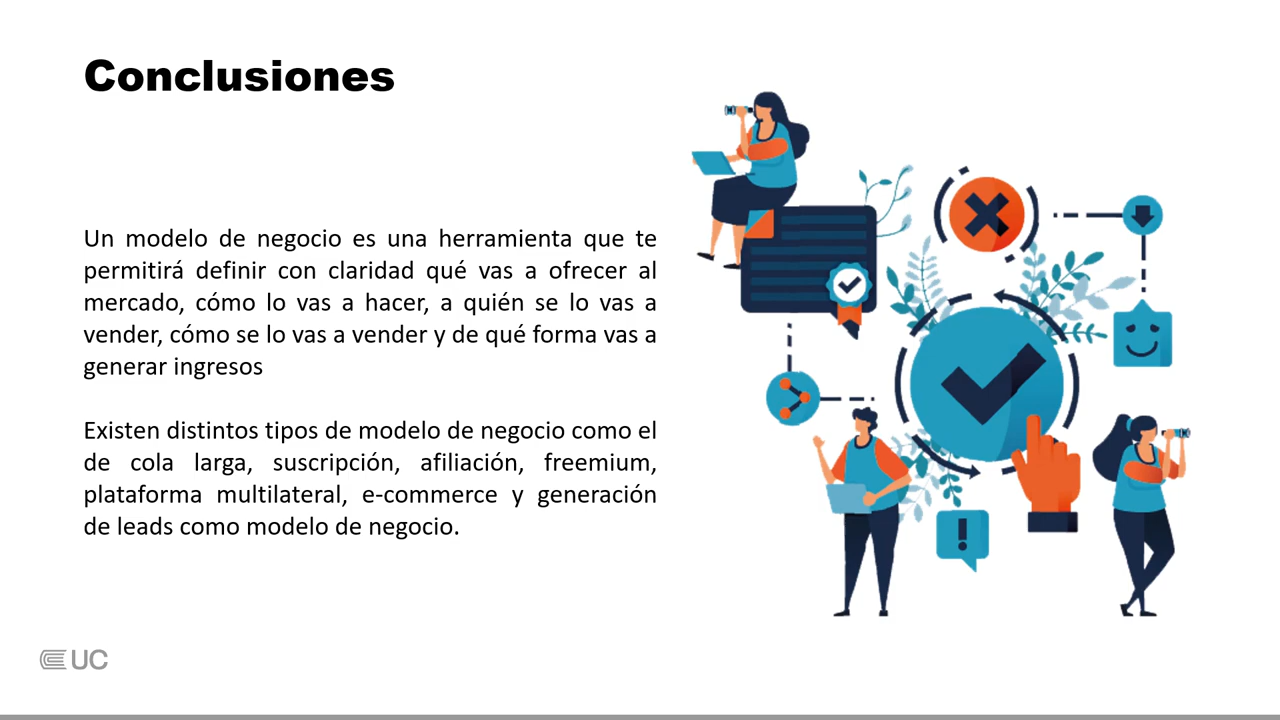 Conclusiones
Un modelo de negocio es una herramienta que te
permitirá definir con claridad qué vas a ofrecer al
mercado, cómo lo vas a hacer, a quién se lo vas a
vender, cómo se lo vas a vender y de qué forma vas a
generar ingresos
Existen distintos tipos de modelo de negocio como el
de cola larga, suscripción, afiliación, freemium,
plataforma multilateral, e-commerce y generación
de leads como modelo de negocio.
UC